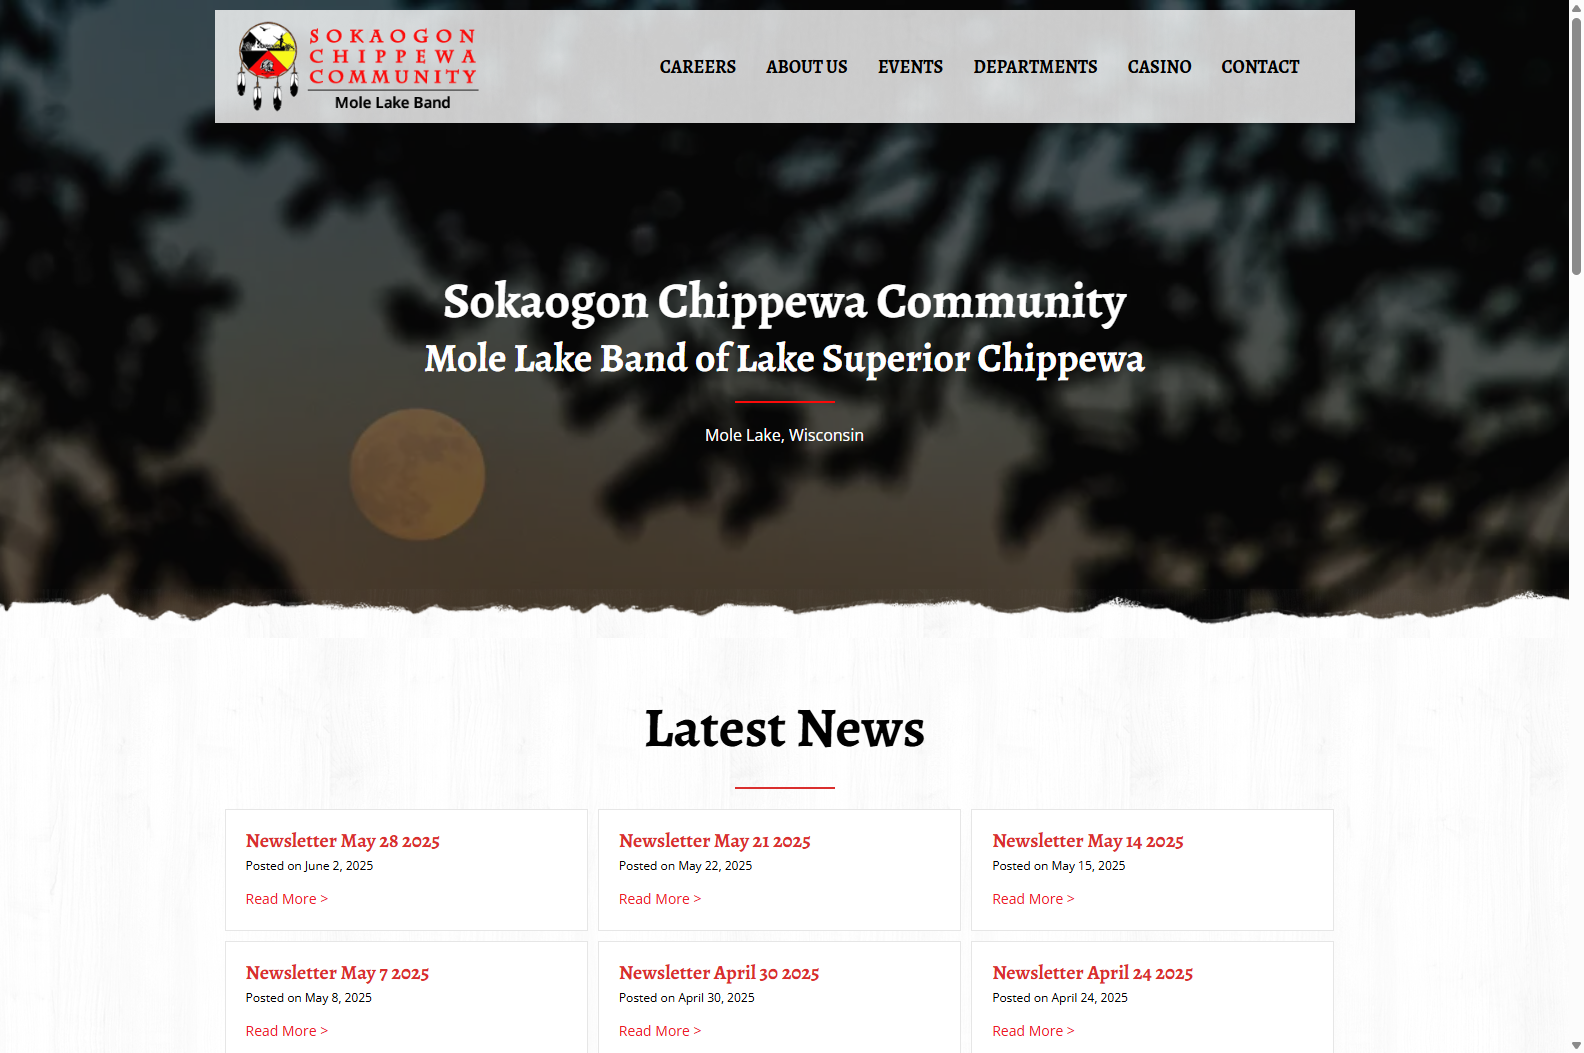 SOKAOGON
CHIPPEWA
COMMUNITY
Mole Lake Band
CAREERS ABOUT US EVENTS DEPARTMENTS CASINO CONTACT
Sokaogon Chippewa Community
Mole Lake Band of Lake Superior Chippewa
Mole Lake, Wisconsin
Latest News
Newsletter May 28 2025
Posted on June 2, 2025
Read More >
Newsletter May 21 2025
Posted on May 22, 2025
Read More >
Newsletter May 14 2025
Posted on May 15, 2025
Read More >
Newsletter May 7 2025
Posted on May 8, 2025
Read More >
Newsletter April 30 2025
Posted on April 30, 2025
Read More >
Newsletter April 24 2025
Posted on April 24, 2025
Read More >